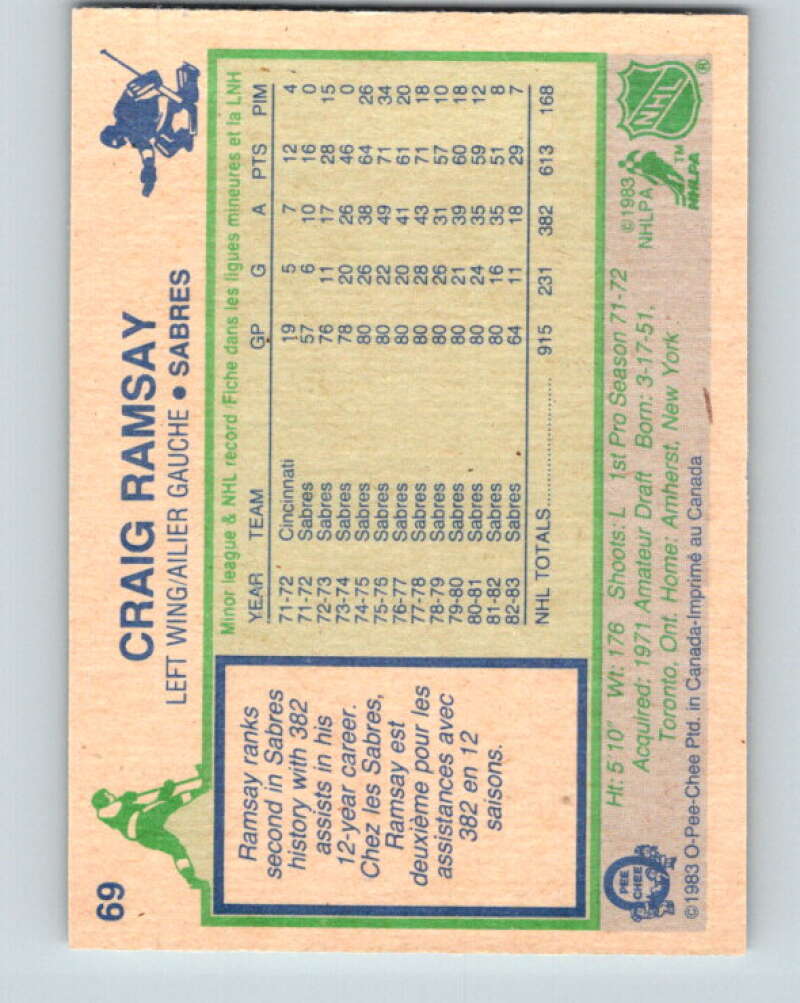 69
CRAIG RAMSAY
LEFT WING/AILIER GAUCHE • SABRES
Ramsay ranks
second in Sabres
history with 382
assists in his
12-year career.
Chez les Sabres,
Ramsay est
deuxième pour les
assistances avec
382 en 12
saisons.
Minor league & NHL record/Fiche dans les ligues mineures et la LNH
YEAR TEAM GP G A PTS PIM
71-72 Cincinnati 19 5 7 12 4
71-72 Sabres 57 6 10 16 0
72-73 Sabres 76 11 17 28 15
73-74 Sabres 78 20 26 46 0
74-75 Sabres 80 26 38 64 26
75-76 Sabres 80 22 49 71 34
76-77 Sabres 80 20 41 61 20
77-78 Sabres 80 28 43 71 18
78-79 Sabres 80 26 31 57 10
79-80 Sabres 80 21 39 60 18
80-81 Sabres 80 24 35 59 12
81-82 Sabres 80 16 35 51 8
82-83 Sabres 64 11 18 29 7
NHL TOTALS 915 231 382 613 168
Ht: 5'10" Wt: 176 Shoots: L 1st Pro Season 71-72
Acquired: 1971 Amateur Draft Born: 3-17-51,
Toronto, Ont. Home: Amherst, New York
©1983 O-Pee-Chee Ptd. in Canada-Imprimé au Canada
O PEE CHEE
©1983
NHLPA
NHLPA
TM
NHL
®